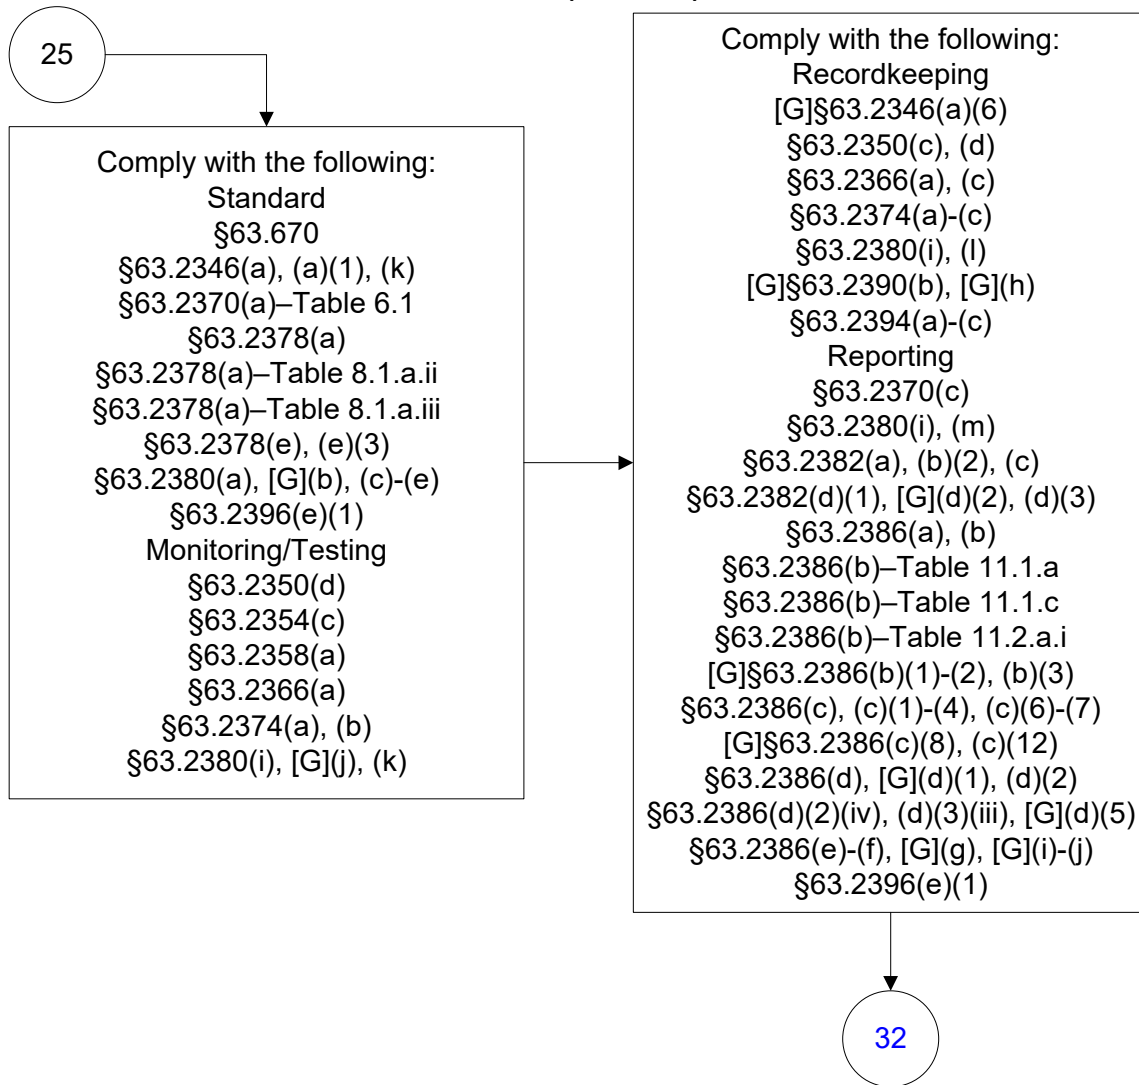 25
Comply with the following:
Standard
§63.670
§63.2346(a), (a)(1), (k)
§63.2370(a)–Table 6.1
§63.2378(a)
§63.2378(a)–Table 8.1.a.ii
§63.2378(a)–Table 8.1.a.iii
§63.2378(e), (e)(3)
§63.2380(a), [G](b), (c)-(e)
§63.2396(e)(1)
Monitoring/Testing
§63.2350(d)
§63.2354(c)
§63.2358(a)
§63.2366(a)
§63.2374(a), (b)
§63.2380(i), [G](j), (k)
Comply with the following:
Recordkeeping
[G]§63.2346(a)(6)
§63.2350(c), (d)
§63.2366(a), (c)
§63.2374(a)-(c)
§63.2380(i), (l)
[G]§63.2390(b), [G](h)
§63.2394(a)-(c)
Reporting
§63.2370(c)
§63.2380(i), (m)
§63.2382(a), (b)(2), (c)
§63.2382(d)(1), [G](d)(2), (d)(3)
§63.2386(a), (b)
§63.2386(b)–Table 11.1.a
§63.2386(b)–Table 11.1.c
§63.2386(b)–Table 11.2.a.i
[G]§63.2386(b)(1)-(2), (b)(3)
§63.2386(c), (c)(1)-(4), (c)(6)-(7)
[G]§63.2386(c)(8), (c)(12)
§63.2386(d), [G](d)(1), (d)(2)
§63.2386(d)(2)(iv), (d)(3)(iii), [G](d)(5)
§63.2386(e)-(f), [G](g), [G](i)-(j)
§63.2396(e)(1)
32